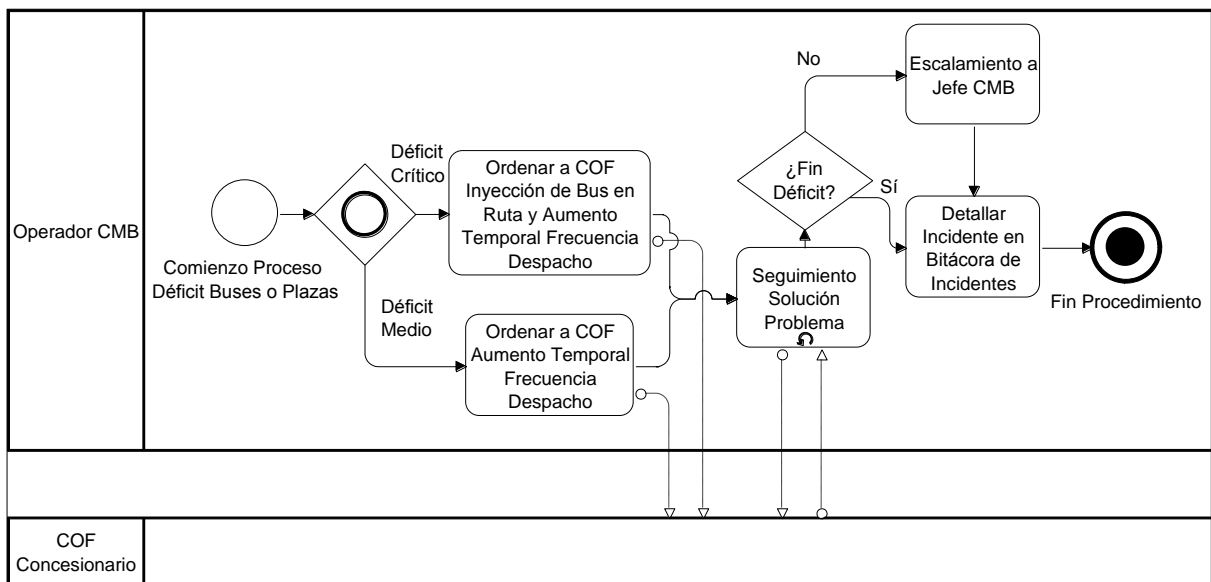 Operador CMB
Comienzo Proceso
Déficit Buses o Plazas
Déficit
Crítico
Déficit
Medio
Ordenar a COF
Inyección de Bus en
Ruta y Aumento
Temporal Frecuencia
Despacho
Ordenar a COF
Aumento Temporal
Frecuencia
Despacho
Seguimiento
Solución
Problema
¿Fin
Déficit?
No
Sí
Escalamiento a
Jefe CMB
Detallar
Incidente en
Bitácora de
Incidentes
Fin Procedimiento
COF
Concesionario